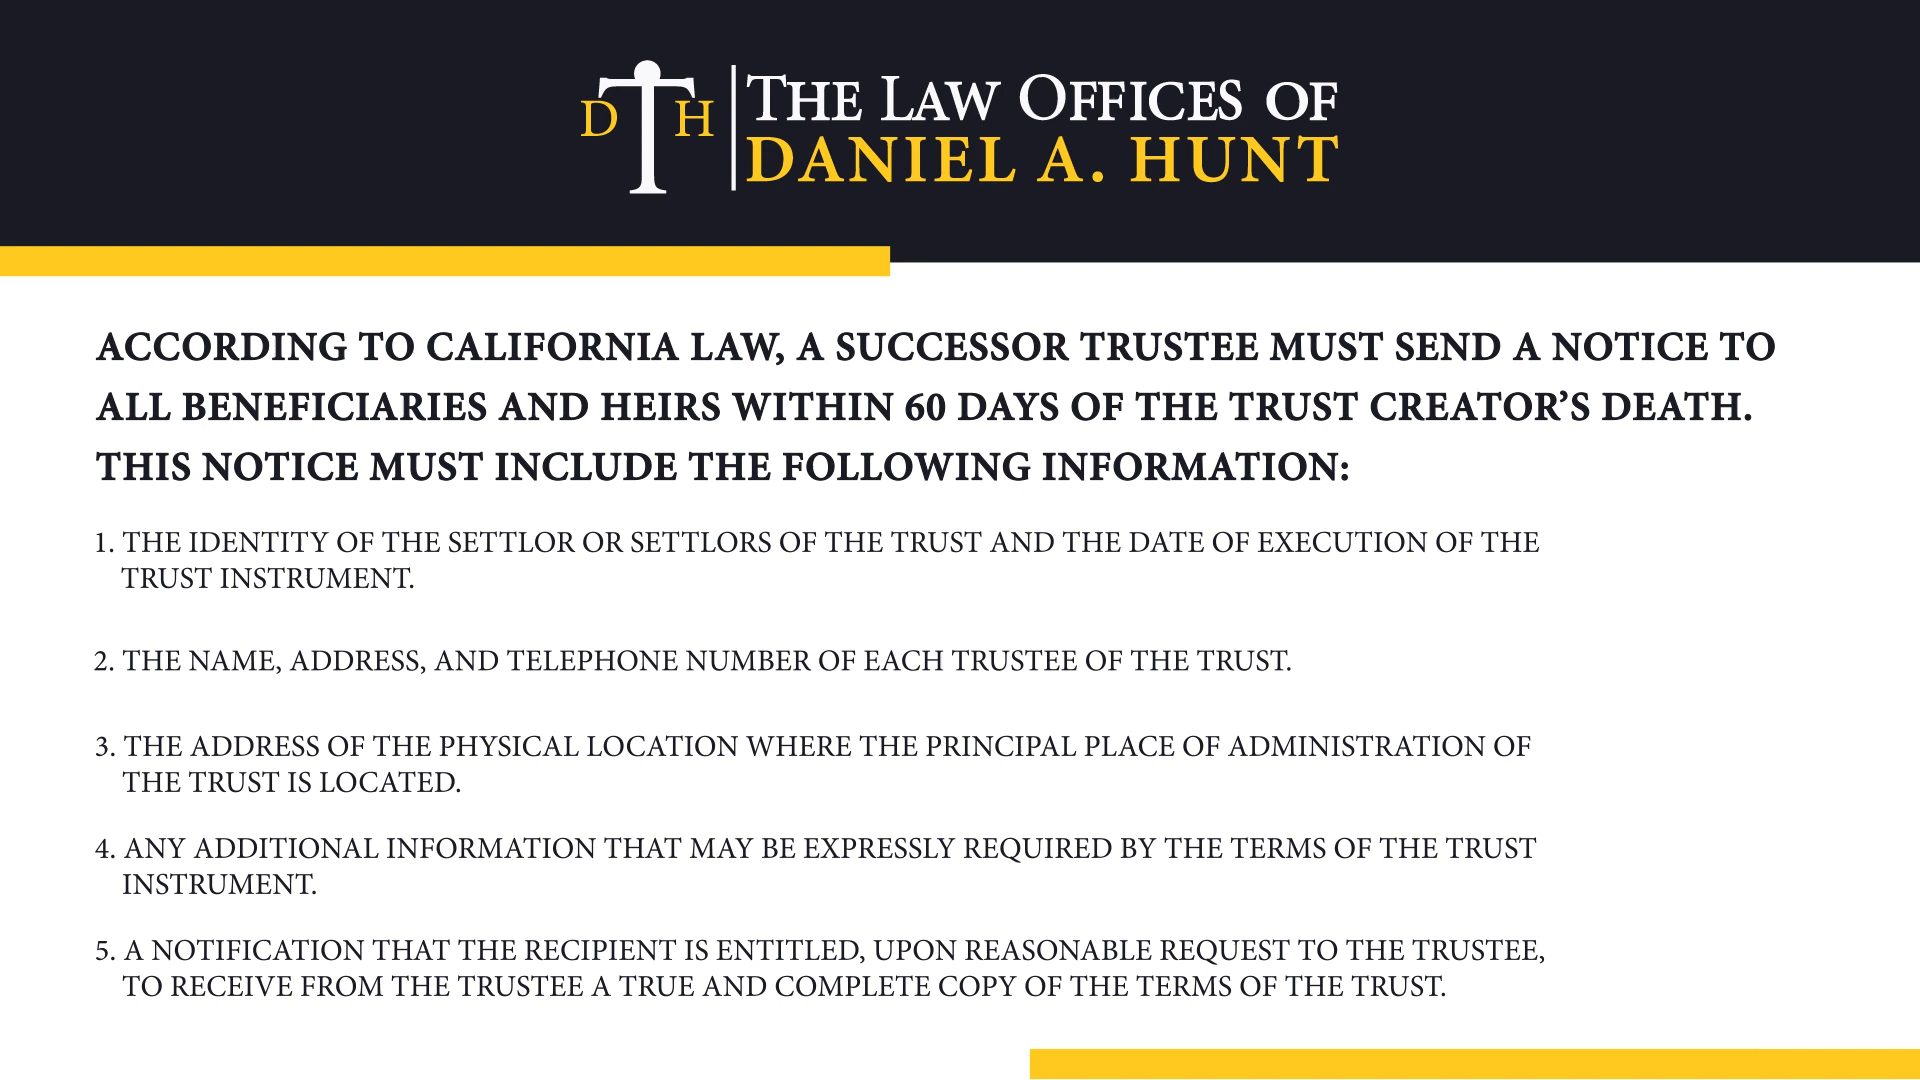 D T H
THE LAW OFFICES OF
DANIEL A. HUNT
ACCORDING TO CALIFORNIA LAW, A SUCCESSOR TRUSTEE MUST SEND A NOTICE TO
ALL BENEFICIARIES AND HEIRS WITHIN 60 DAYS OF THE TRUST CREATOR’S DEATH.
THIS NOTICE MUST INCLUDE THE FOLLOWING INFORMATION:
1. THE IDENTITY OF THE SETTLOR OR SETTLORS OF THE TRUST AND THE DATE OF EXECUTION OF THE
TRUST INSTRUMENT.
2. THE NAME, ADDRESS, AND TELEPHONE NUMBER OF EACH TRUSTEE OF THE TRUST.
3. THE ADDRESS OF THE PHYSICAL LOCATION WHERE THE PRINCIPAL PLACE OF ADMINISTRATION OF
THE TRUST IS LOCATED.
4. ANY ADDITIONAL INFORMATION THAT MAY BE EXPRESSLY REQUIRED BY THE TERMS OF THE TRUST
INSTRUMENT.
5. A NOTIFICATION THAT THE RECIPIENT IS ENTITLED, UPON REASONABLE REQUEST TO THE TRUSTEE,
TO RECEIVE FROM THE TRUSTEE A TRUE AND COMPLETE COPY OF THE TERMS OF THE TRUST.